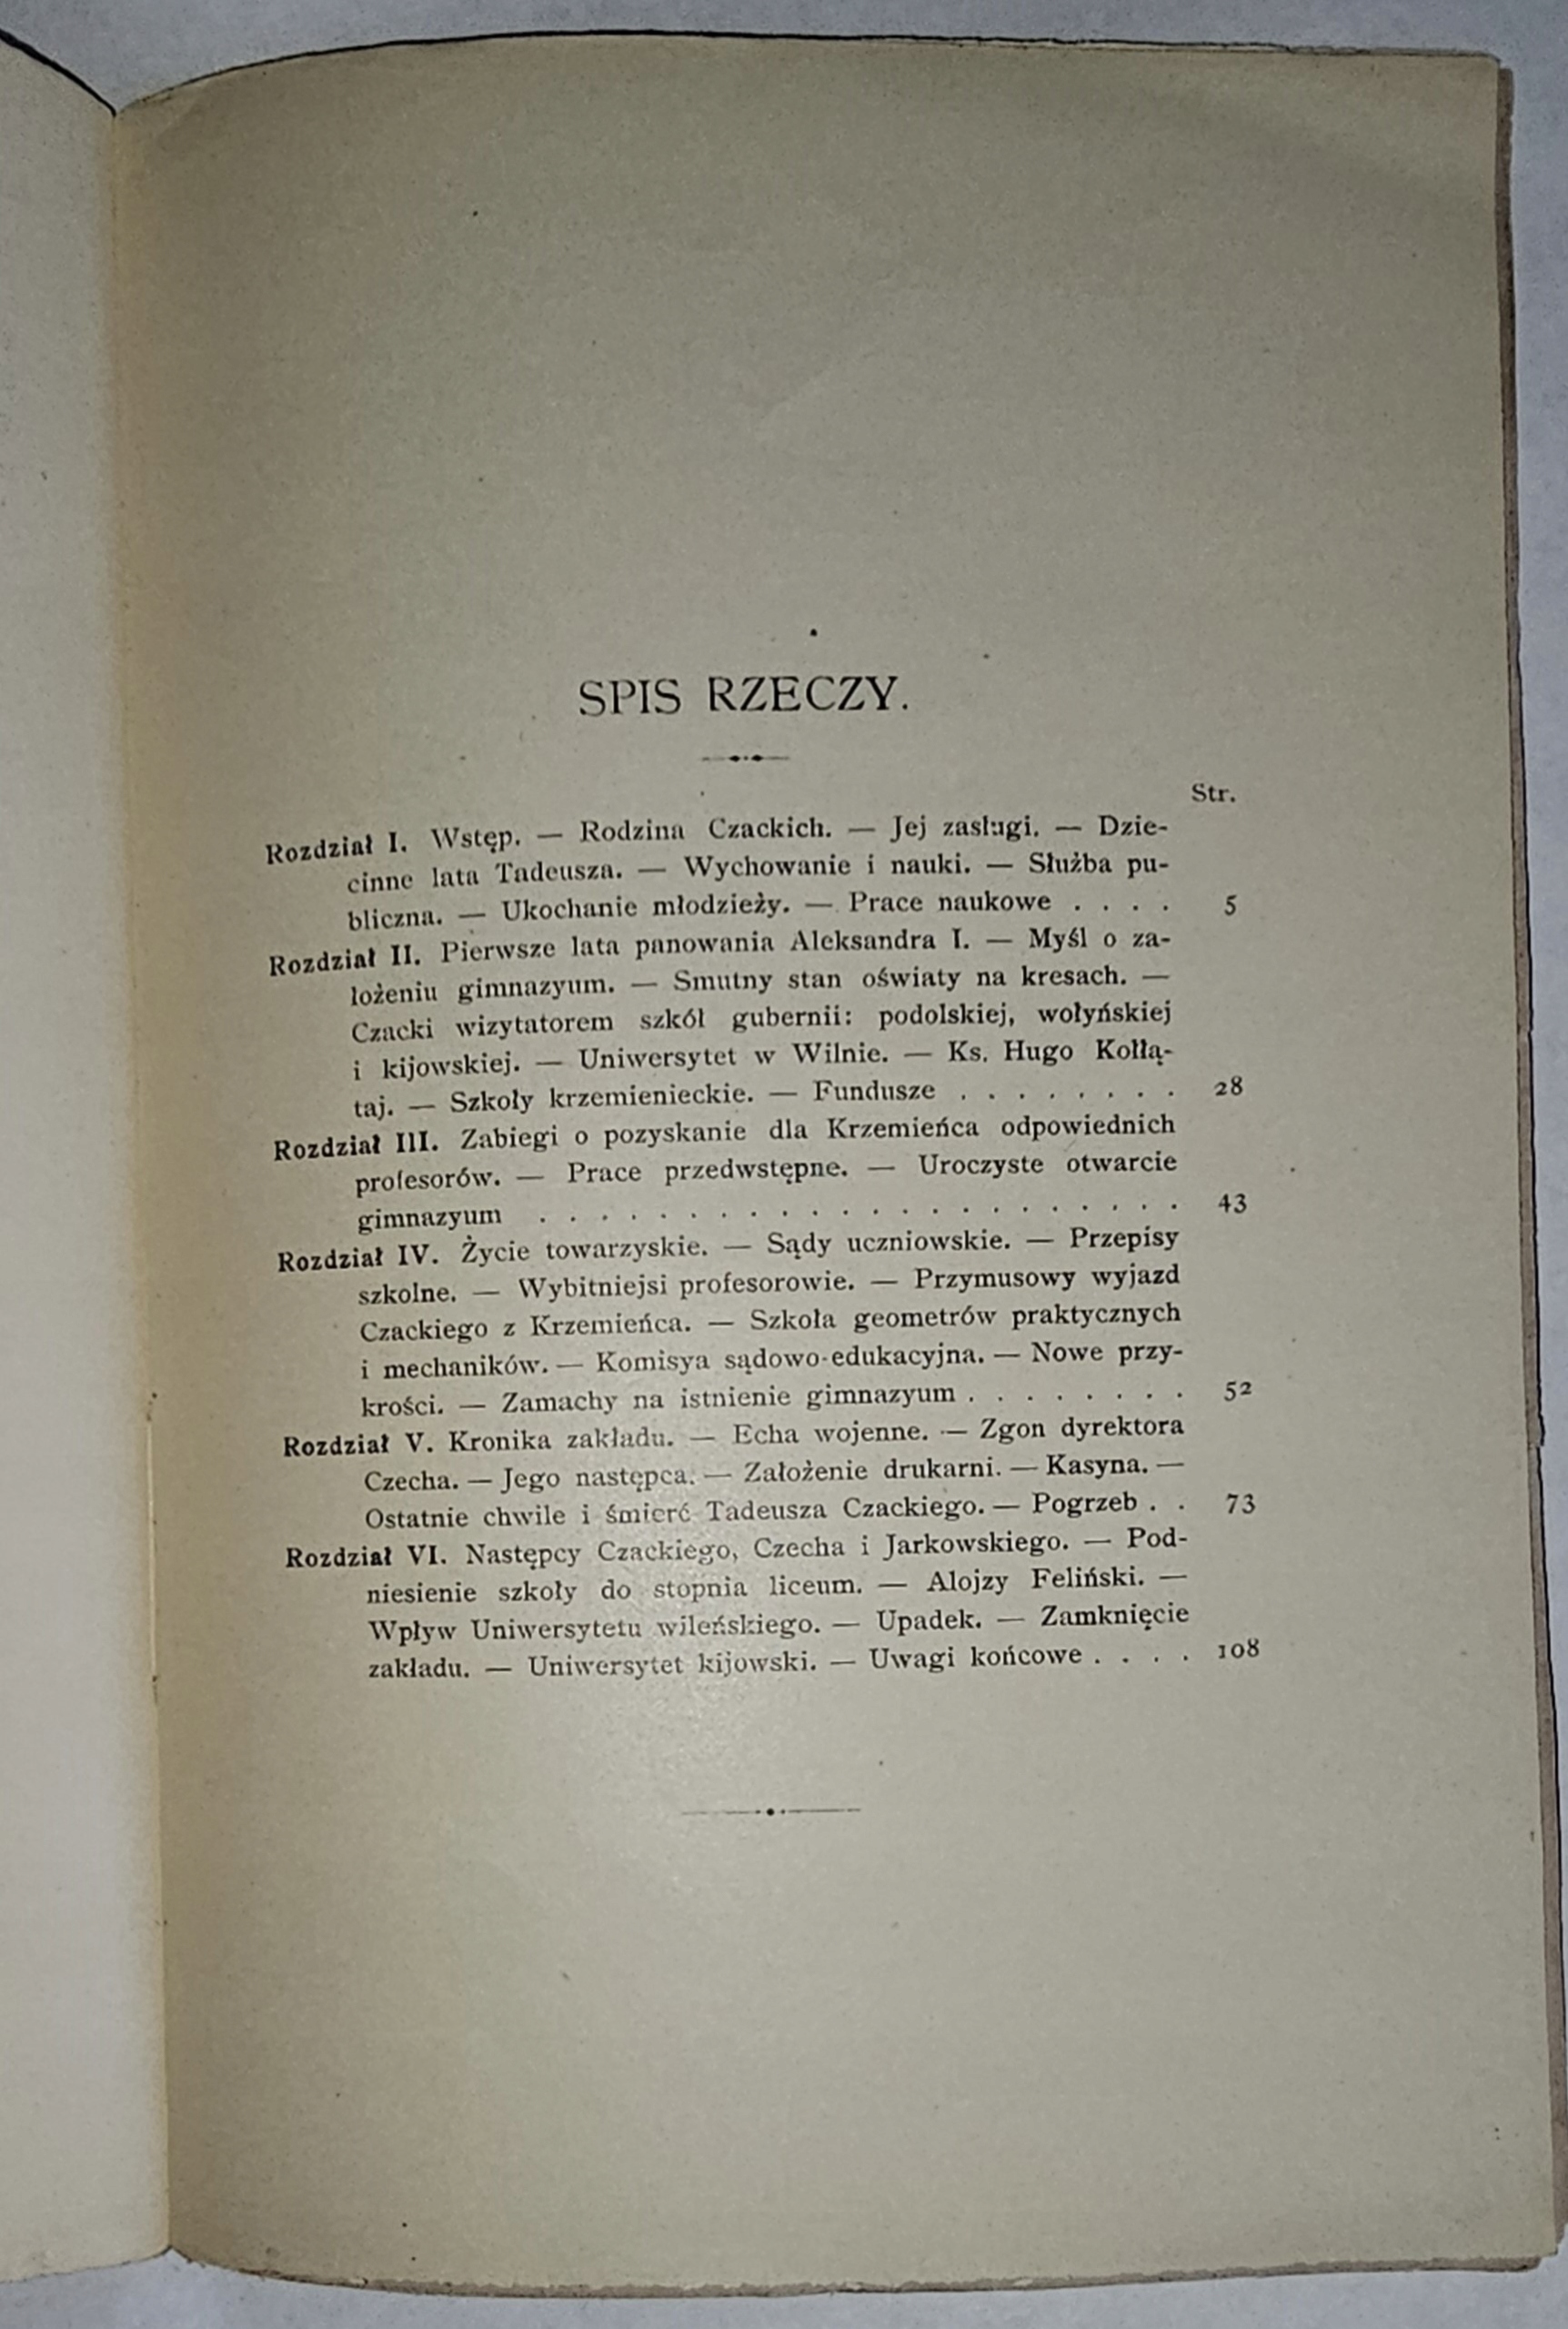 SPIS RZECZY.
Str.
Rozdział I. Wstęp. — Rodzina Czackich. — Jej zasługi. — Dzie-
cinne lata Tadeusza. — Wychowanie i nauki. — Służba pu-
bliczna. — Ukochanie młodzieży. — Prace naukowe . . . . 5
Rozdział II. Pierwsze lata panowania Aleksandra I. — Myśl o za-
łożeniu gimnazyum. — Smutny stan oświaty na kresach. —
Czacki wizytatorem szkół gubernii: podolskiej, wołyńskiej
i kijowskiej. — Uniwersytet w Wilnie. — Ks. Hugo Kołłą-
taj. — Szkoły krzemienieckie. — Fundusze . . . . . . . . 28
Rozdział III. Zabiegi o pozyskanie dla Krzemieńca odpowiednich
profesorów. — Prace przedwstępne. — Uroczyste otwarcie
gimnazyum . . . . . . . . . . . . . . . . . . . . . . 43
Rozdział IV. Życie towarzyskie. — Sądy uczniowskie. — Przepisy
szkolne. — Wybitniejsi profesorowie. — Przymusowy wyjazd
Czackiego z Krzemieńca. — Szkoła geometrów praktycznych
i mechaników. — Komisya sądowo-edukacyjna. — Nowe przy-
krości. — Zamachy na istnienie gimnazyum . . . . . . . . 52
Rozdział V. Kronika zakładu. — Echa wojenne. — Zgon dyrektora
Czecha. — Jego następca. — Założenie drukarni. — Kasyna. —
Ostatnie chwile i śmierć Tadeusza Czackiego. — Pogrzeb . . 73
Rozdział VI. Następcy Czackiego, Czecha i Jarkowskiego. — Pod-
niesienie szkoły do stopnia liceum. — Alojzy Feliński. —
Wpływ Uniwersytetu wileńskiego. — Upadek. — Zamknięcie
zakładu. — Uniwersytet kijowski. — Uwagi końcowe . . . . 108